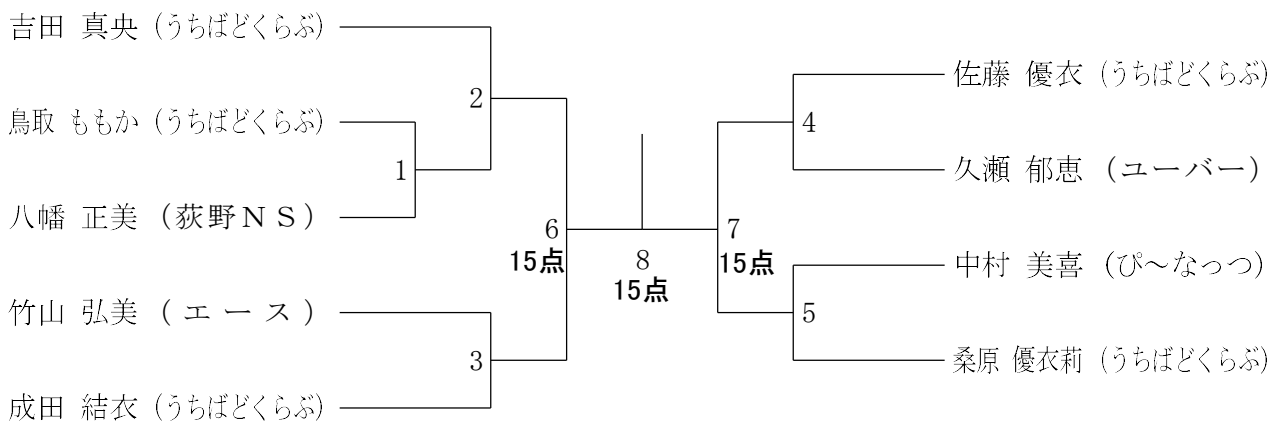 吉田 真央 (うちばどくらぶ)
2
鳥取 ももか (うちばどくらぶ)
1
八幡 正美 (荻野NS)
6
15点
竹山 弘美 (エース)
3
成田 結衣 (うちばどくらぶ)
8
15点
佐藤 優衣 (うちばどくらぶ)
4
久瀬 郁恵 (ユーバー)
7
15点
中村 美喜 (ぴ~なっつ)
5
桑原 優衣莉 (うちばどくらぶ)